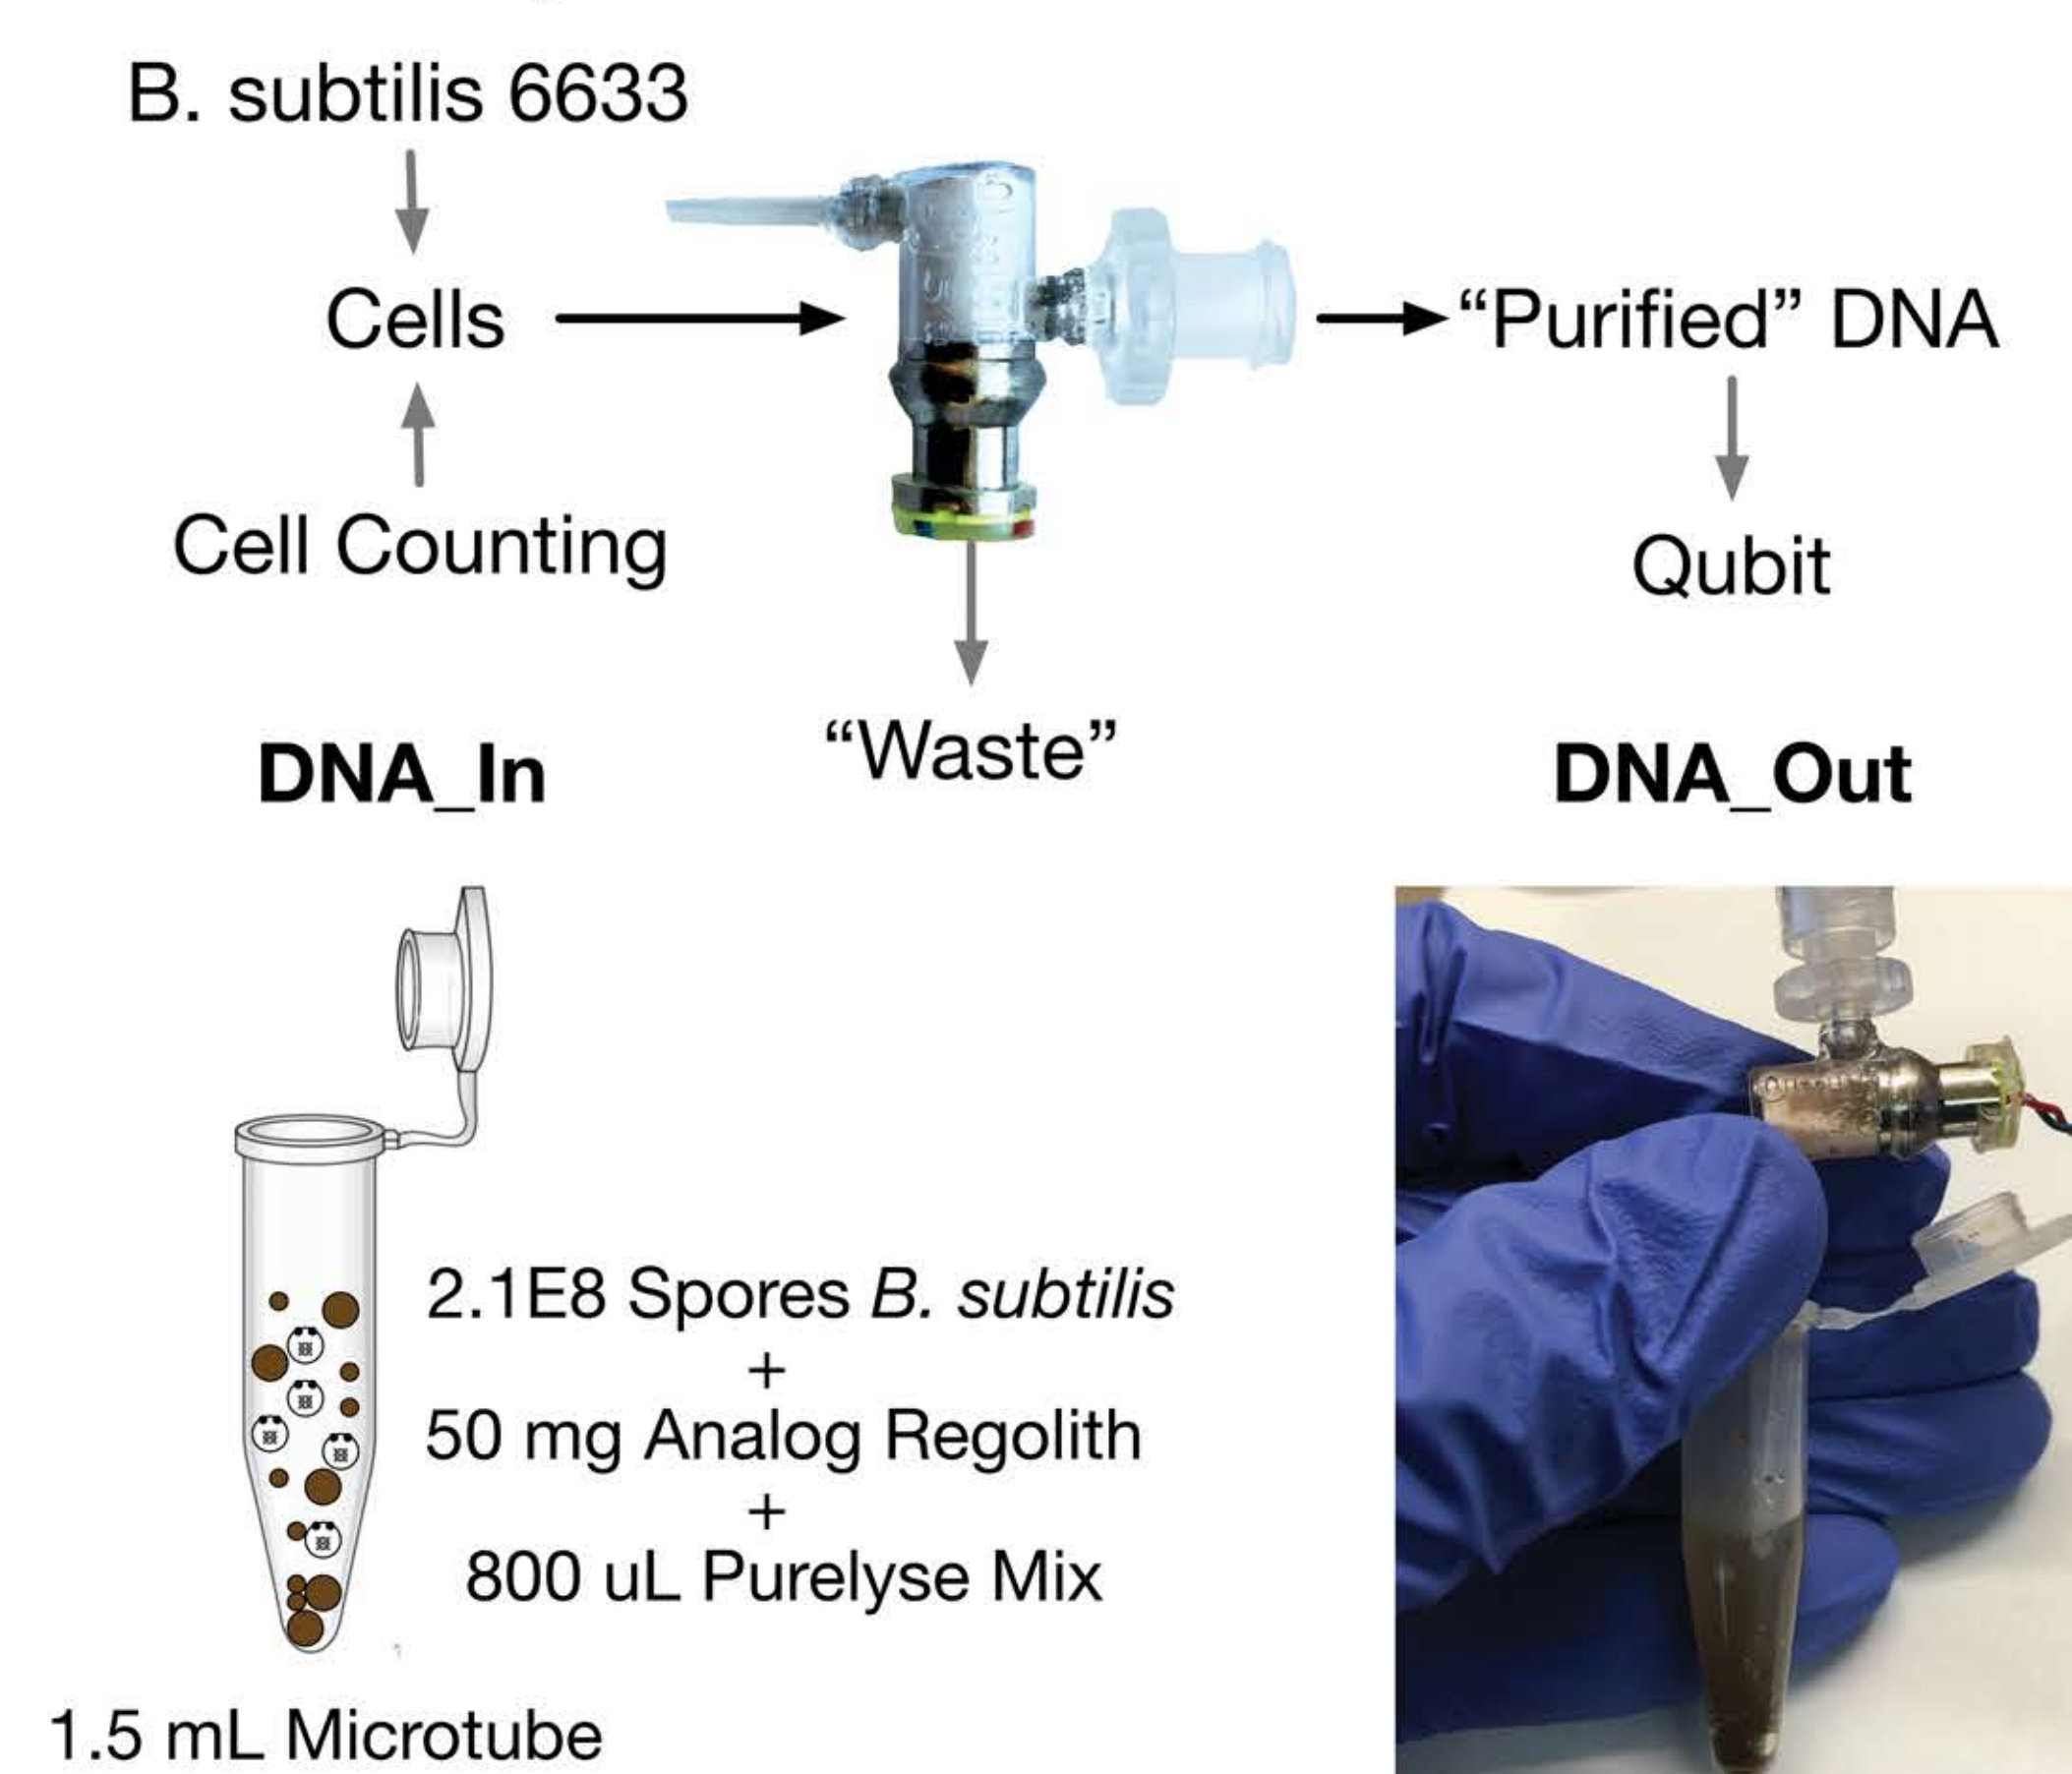 B. subtilis 6633
Cells
“Purified” DNA
Cell Counting
Qubit
“Waste”
DNA_In
DNA_Out
2.1E8 Spores B. subtilis
+
50 mg Analog Regolith
+
800 uL Purelyse Mix
1.5 mL Microtube